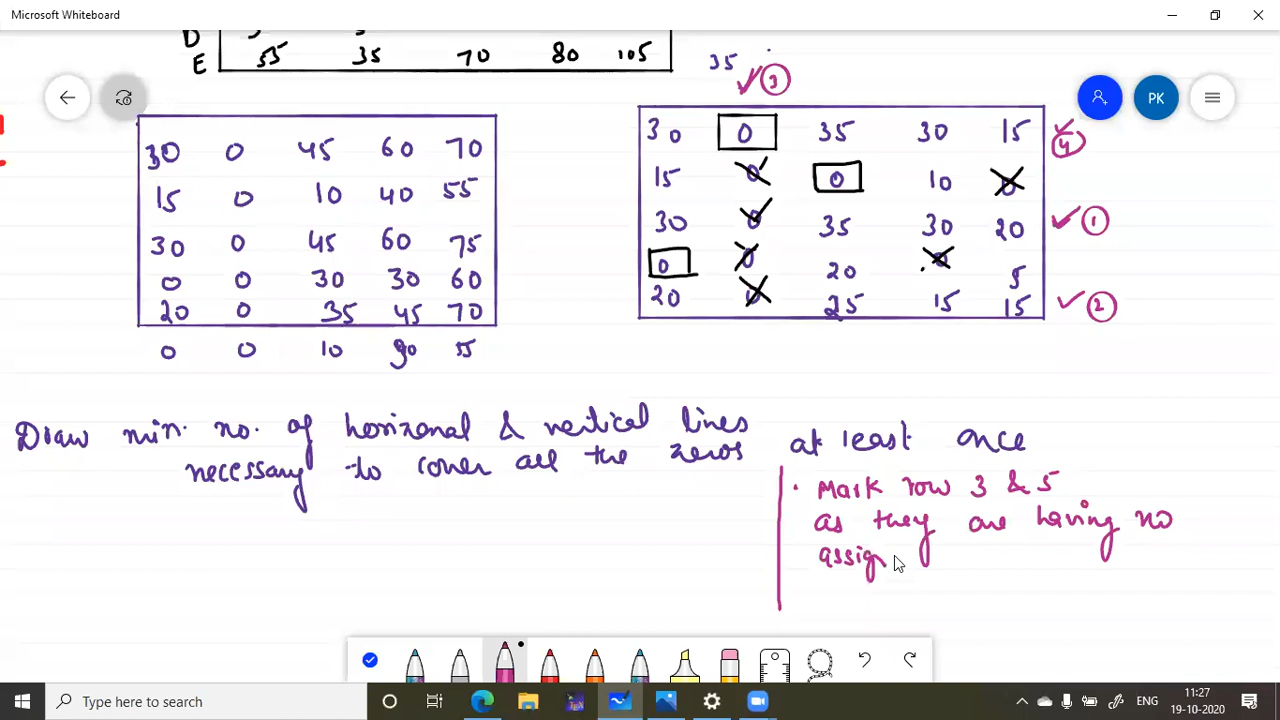 Microsoft Whiteboard
D
E 55 35 70 80 105
35
3
PK
30 0 45 60 70
15 0 10 40 55
30 0 45 60 75
0 0 30 30 60
20 0 35 45 70
0 0 10 30 55
30 0 35 30 15 4
15 0 0 10 0
30 0 35 30 20 1
0 0 20 0 5
20 0 25 15 15 2
Draw min. no. of horizonal & vertical lines at least once
necessary to cover all the zeros
• Mark row 3 & 5
as they are having no
assign
Type here to search
ENG
11:27
19-10-2020